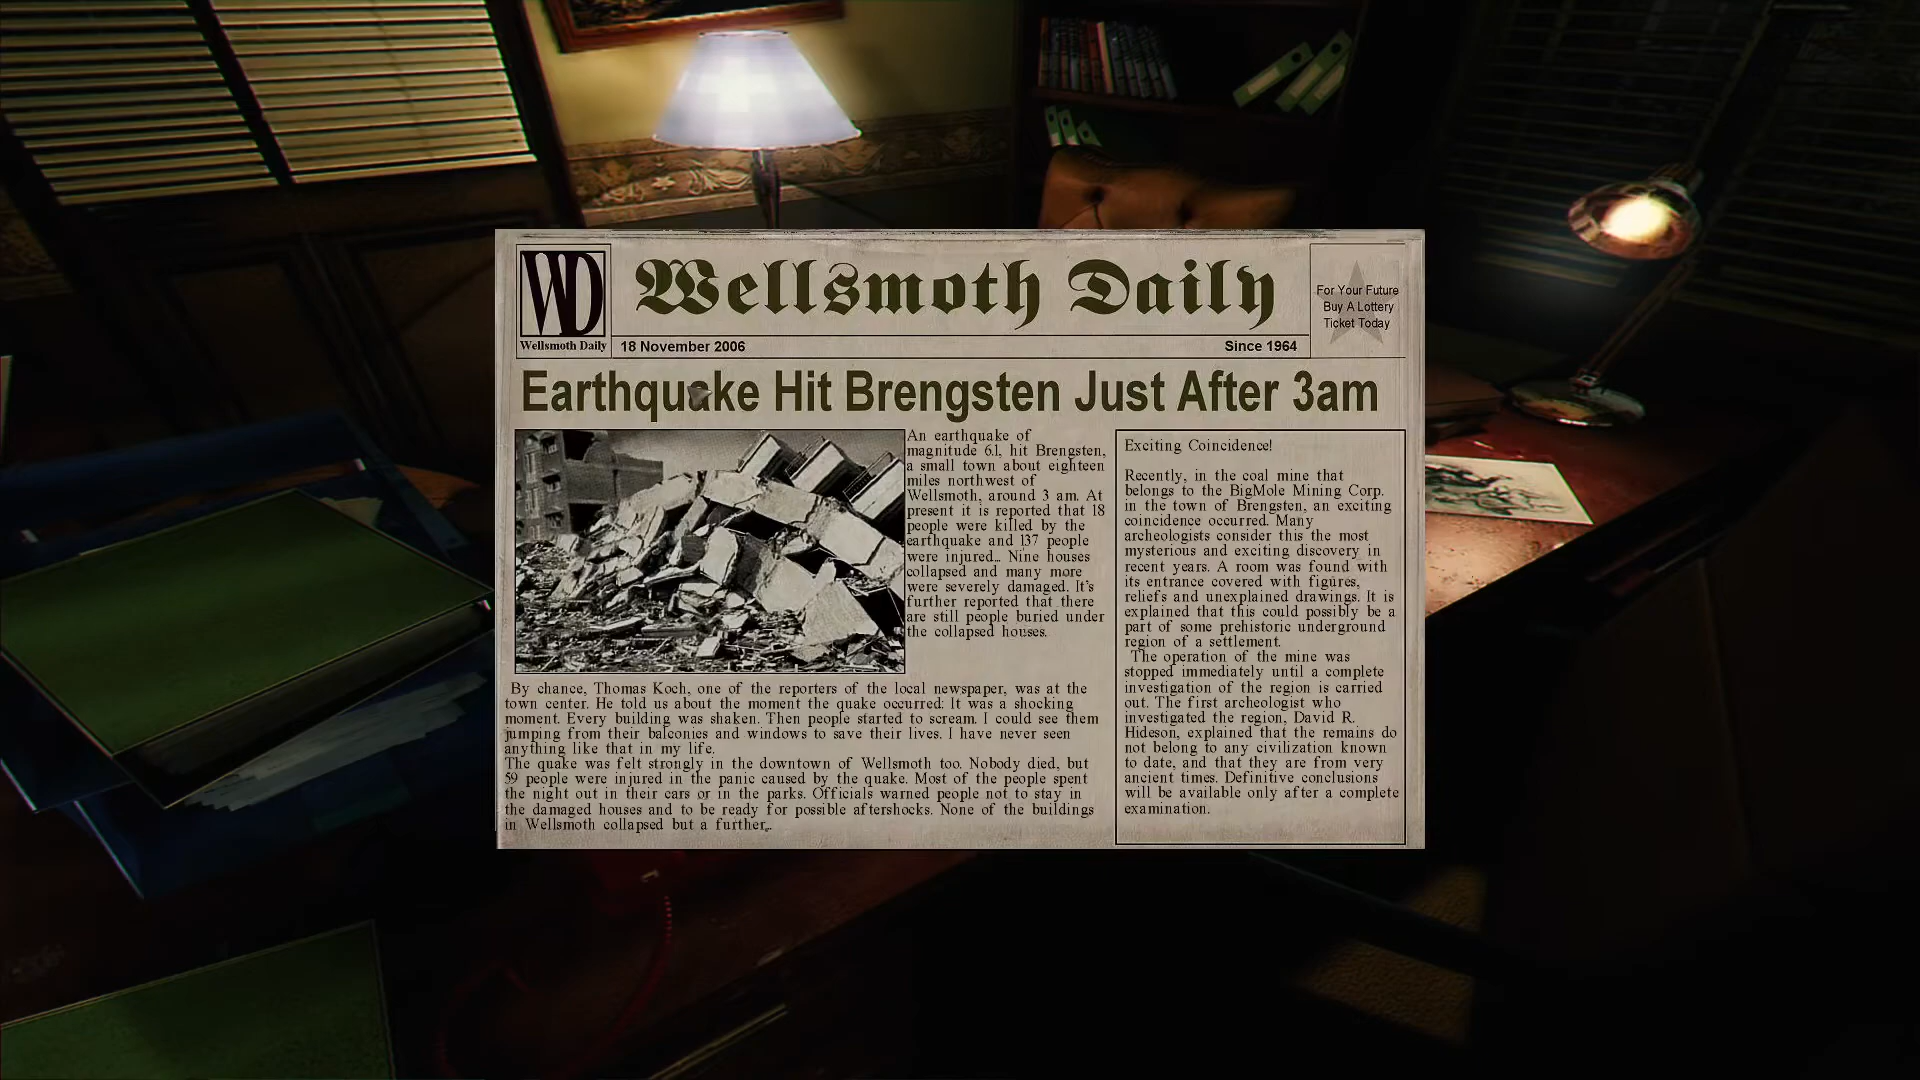 WD
Wellsmoth Daily
Wellsmoth Daily
18 November 2006
Since 1964
For Your Future
Buy A Lottery
Ticket Today
Earthquake Hit Brengsten Just After 3am
An earthquake of
magnitude 6.1, hit Brengsten,
a small town about eighteen
miles northwest of
Wellsmoth, around 3 am. At
present it is reported that 18
people were killed by the
earthquake and 137 people
were injured... Nine houses
collapsed and many more
were severely damaged. It's
further reported that there
are still people buried under
the collapsed houses.
By chance, Thomas Koch, one of the reporters of the local newspaper, was at the
town center. He told us about the moment the quake occurred: It was a shocking
moment. Every building was shaken. Then people started to scream. I could see them
jumping from their balconies and windows to save their lives. I have never seen
anything like that in my life.
The quake was felt strongly in the downtown of Wellsmoth too. Nobody died, but
59 people were injured in the panic caused by the quake. Most of the people spent
the night out in their cars or in the parks. Officials warned people not to stay in
the damaged houses and to be ready for possible aftershocks. None of the buildings
in Wellsmoth collapsed but a further...
Exciting Coincidence!
Recently, in the coal mine that
belongs to the BigMole Mining Corp.
in the town of Brengsten, an exciting
coincidence occurred. Many
archeologists consider this the most
mysterious and exciting discovery in
recent years. A room was found with
its entrance covered with figures,
reliefs and unexplained drawings. It is
explained that this could possibly be a
part of some prehistoric underground
region of a settlement.
The operation of the mine was
stopped immediately until a complete
investigation of the region is carried
out. The first archeologist who
investigated the region, David R.
Hideson, explained that the remains do
not belong to any civilization known
to date, and that they are from very
ancient times. Definitive conclusions
will be available only after a complete
examination.